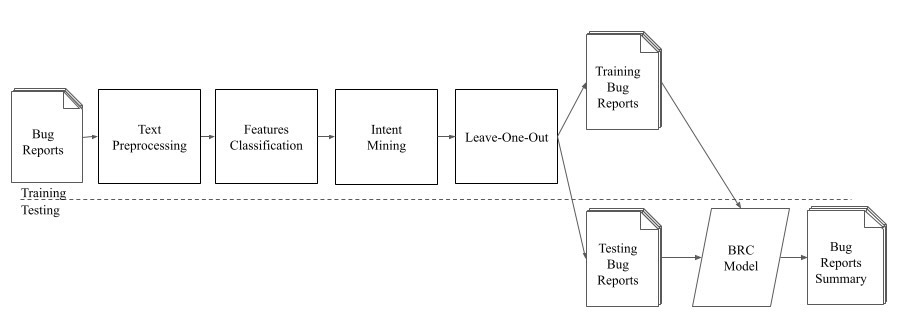 Bug
Reports
Text
Preprocessing
Features
Classification
Intent
Mining
Leave-One-Out
Training
Bug
Reports
Training
Testing
Testing
Bug
Reports
BRC
Model
Bug
Reports
Summary